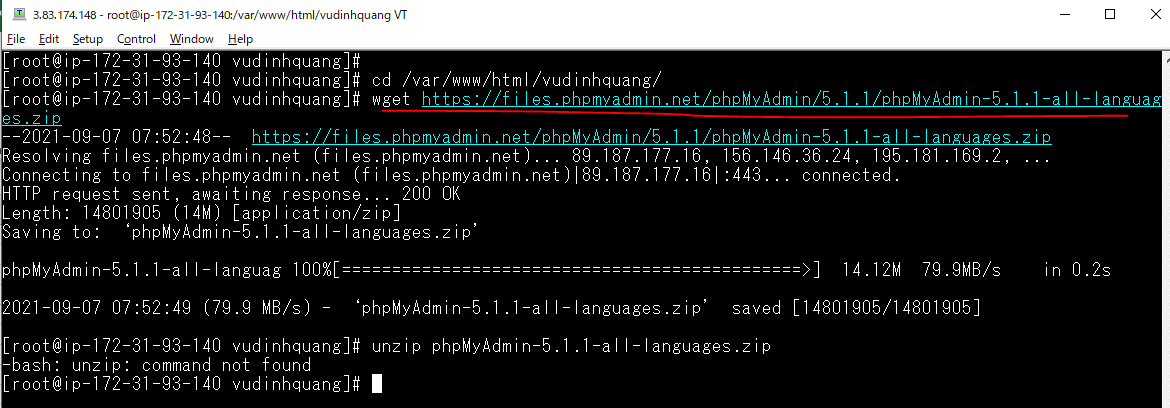 3.83.174.148 - root@ip-172-31-93-140:/var/www/html/vudinhquang VT
File Edit Setup Control Window Help
[root@ip-172-31-93-140 vudinhquang]#
[root@ip-172-31-93-140 vudinhquang]# cd /var/www/html/vudinhquang/
[root@ip-172-31-93-140 vudinhquang]# wget https://files.phpmyadmin.net/phpMyAdmin/5.1.1/phpMyAdmin-5.1.1-all-languag
es.zip
--2021-09-07 07:52:48-- https://files.phpmyadmin.net/phpMyAdmin/5.1.1/phpMyAdmin-5.1.1-all-languages.zip
Resolving files.phpmyadmin.net (files.phpmyadmin.net)... 89.187.177.16, 156.146.36.24, 195.181.169.2, ...
Connecting to files.phpmyadmin.net (files.phpmyadmin.net)|89.187.177.16|:443... connected.
HTTP request sent, awaiting response... 200 OK
Length: 14801905 (14M) [application/zip]
Saving to: ‘phpMyAdmin-5.1.1-all-languages.zip’
phpMyAdmin-5.1.1-all-languag 100%[===============================================>] 14.12M 79.9MB/s in 0.2s
2021-09-07 07:52:49 (79.9 MB/s) - ‘phpMyAdmin-5.1.1-all-languages.zip’ saved [14801905/14801905]
[root@ip-172-31-93-140 vudinhquang]# unzip phpMyAdmin-5.1.1-all-languages.zip
-bash: unzip: command not found
[root@ip-172-31-93-140 vudinhquang]#